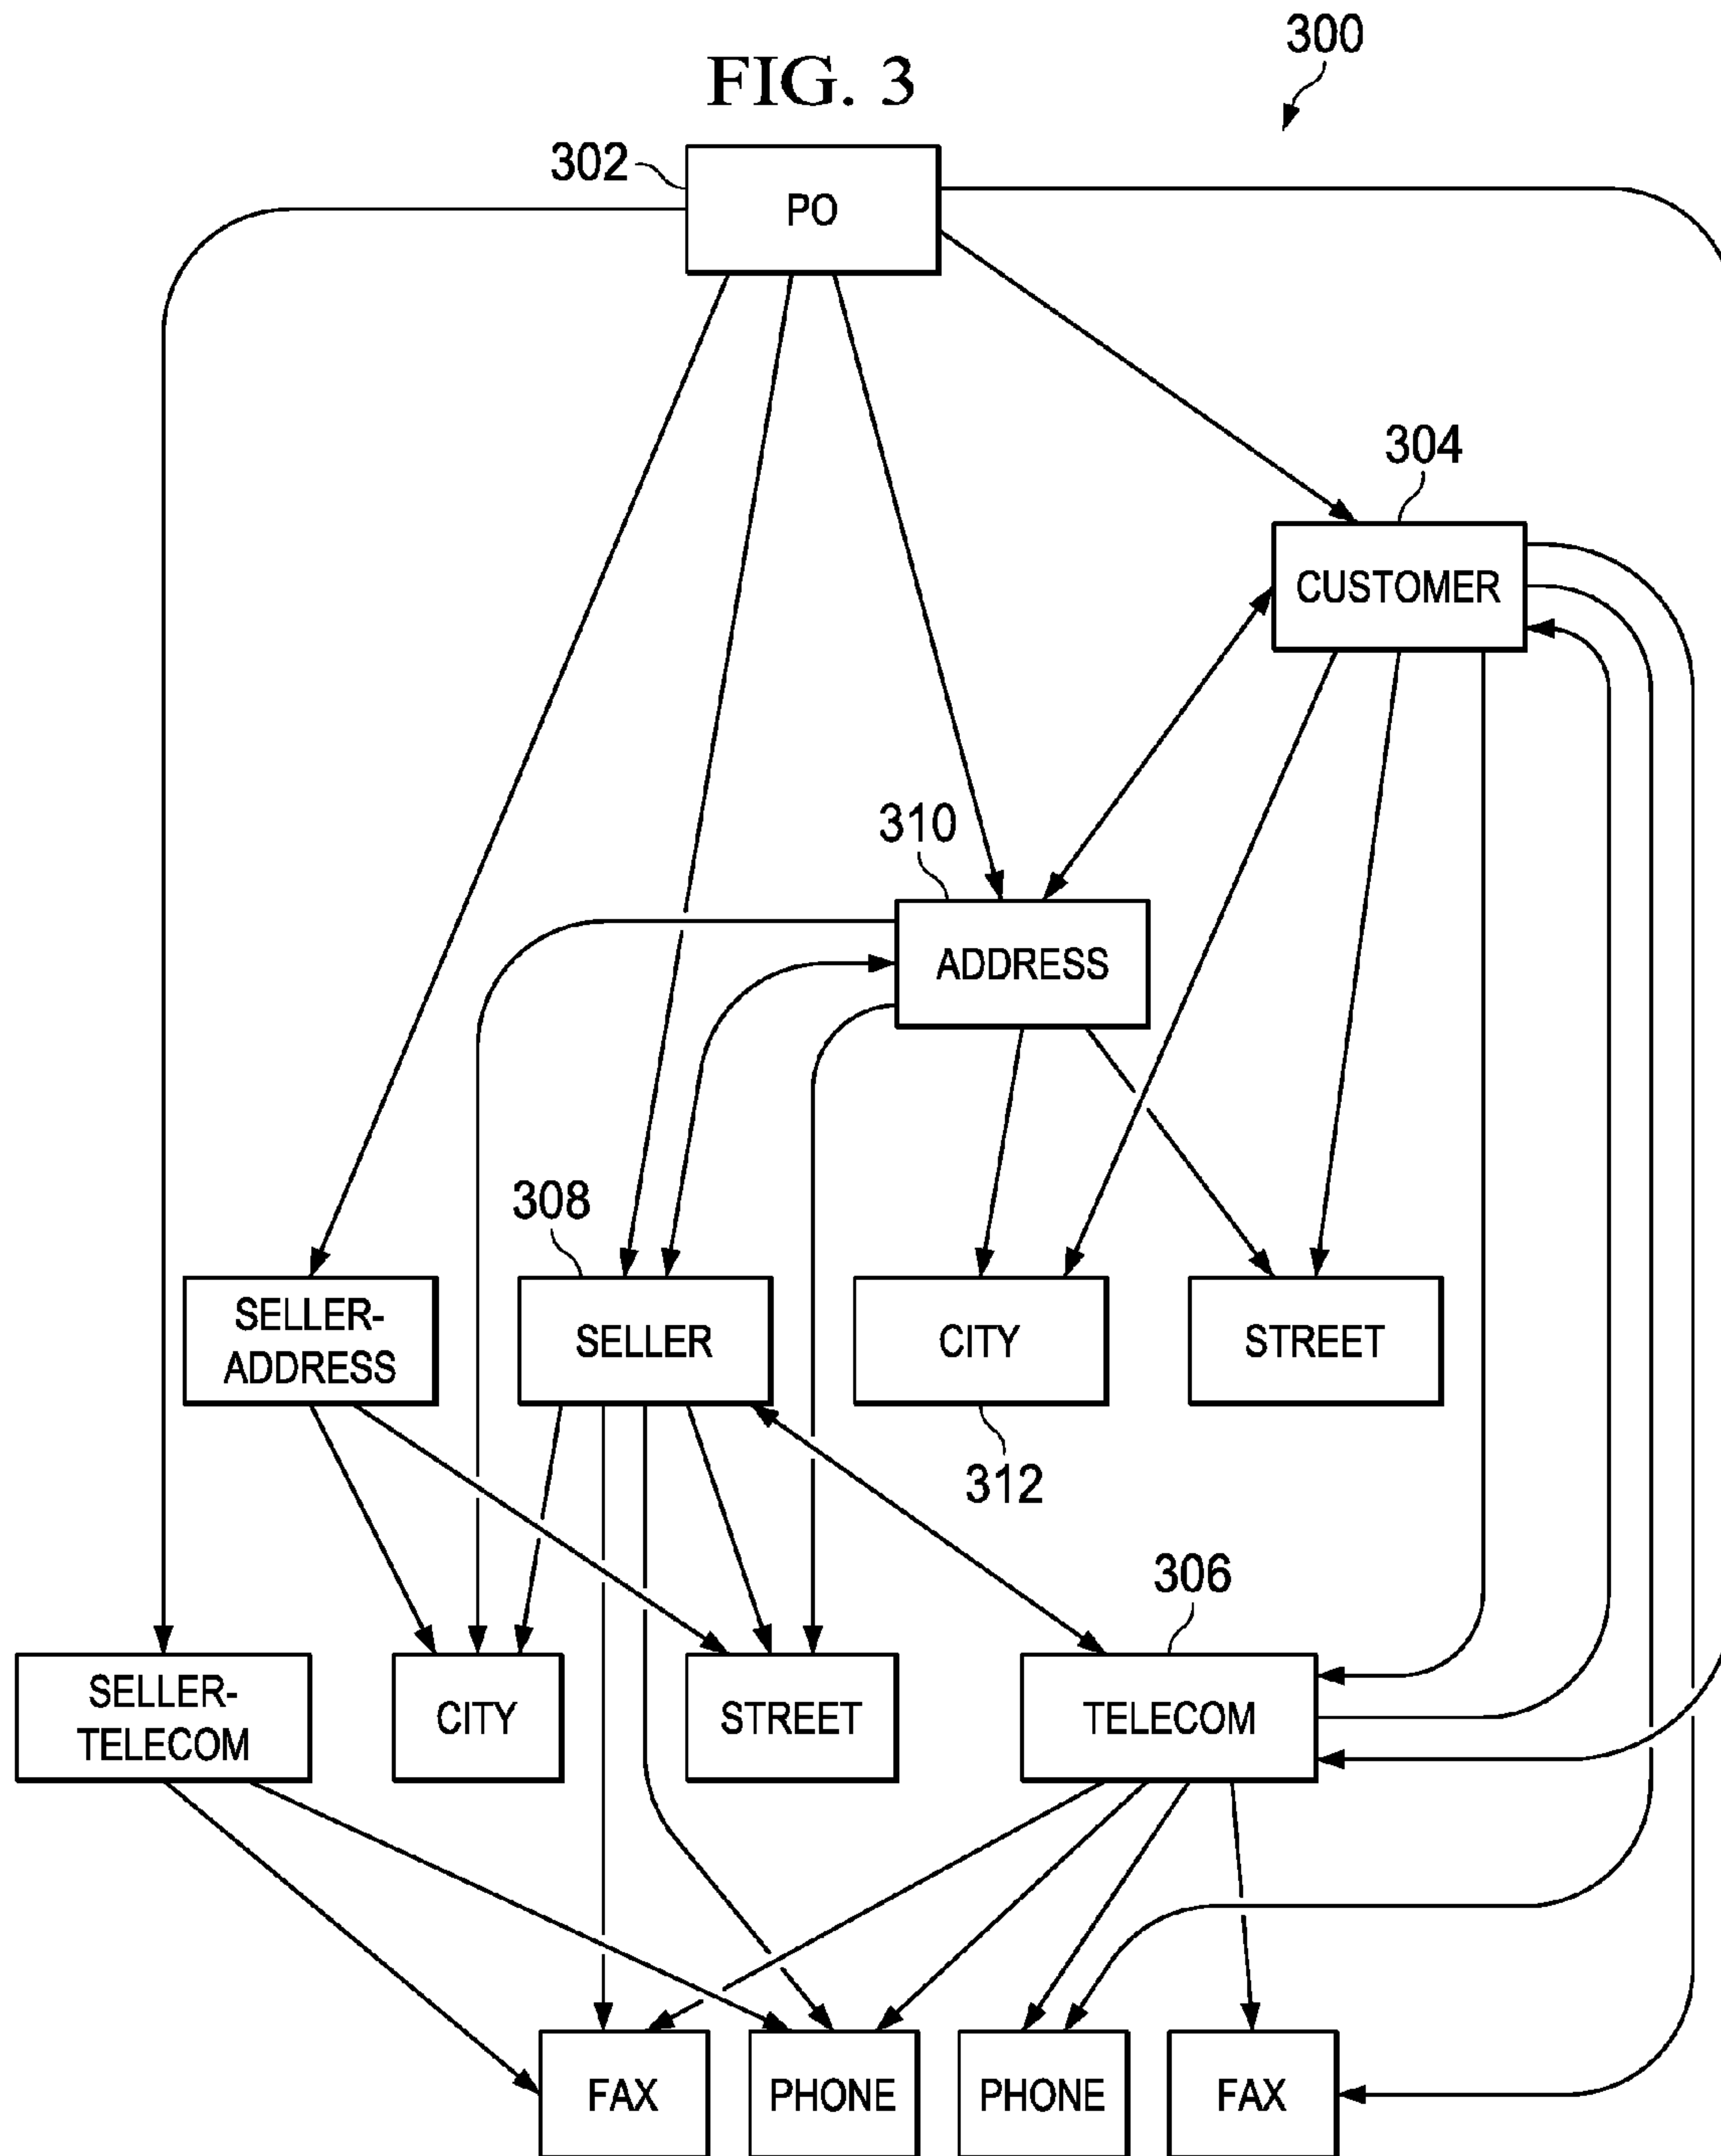 300
FIG. 3
302
PO
304
CUSTOMER
310
ADDRESS
308
SELLER-
ADDRESS
SELLER
CITY
STREET
312
306
SELLER-
TELECOM
CITY
STREET
TELECOM
FAX
PHONE
PHONE
FAX